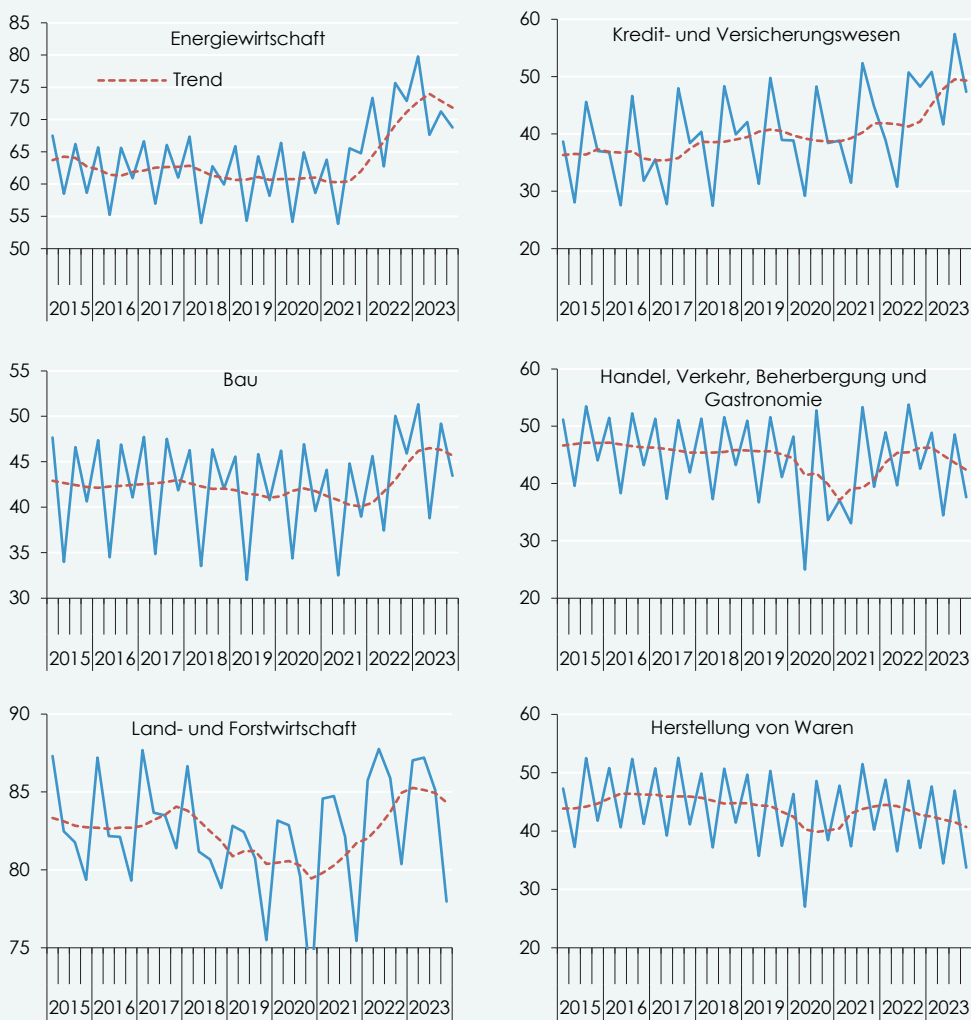 Energiewirtschaft
Trend
85
80
75
70
65
60
55
50
2015 2016 2017 2018 2019 2020 2021 2022 2023
Kredit- und Versicherungswesen
60
50
40
30
20
2015 2016 2017 2018 2019 2020 2021 2022 2023
Bau
55
50
45
40
35
30
2015 2016 2017 2018 2019 2020 2021 2022 2023
Handel, Verkehr, Beherbergung und
Gastronomie
60
50
40
30
20
2015 2016 2017 2018 2019 2020 2021 2022 2023
Land- und Forstwirtschaft
90
85
80
75
2015 2016 2017 2018 2019 2020 2021 2022 2023
Herstellung von Waren
60
50
40
30
20
2015 2016 2017 2018 2019 2020 2021 2022 2023